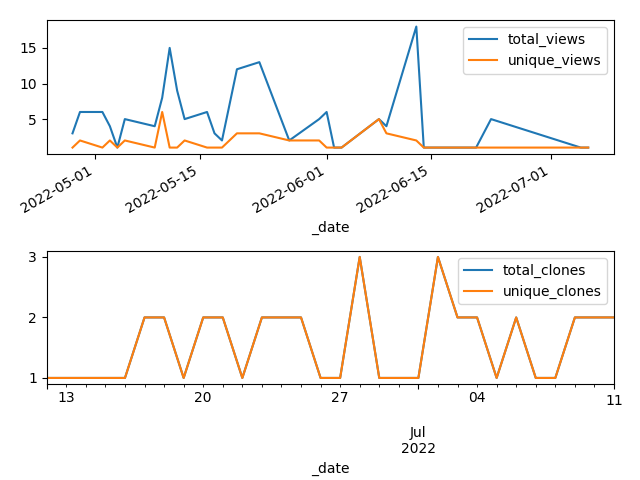 total_views
unique_views
15
10
5
2022-05-01
2022-05-15
2022-06-01
2022-06-15
2022-07-01
_date
total_clones
unique_clones
3
2
1
13
20
27
04
11
Jul
2022
_date